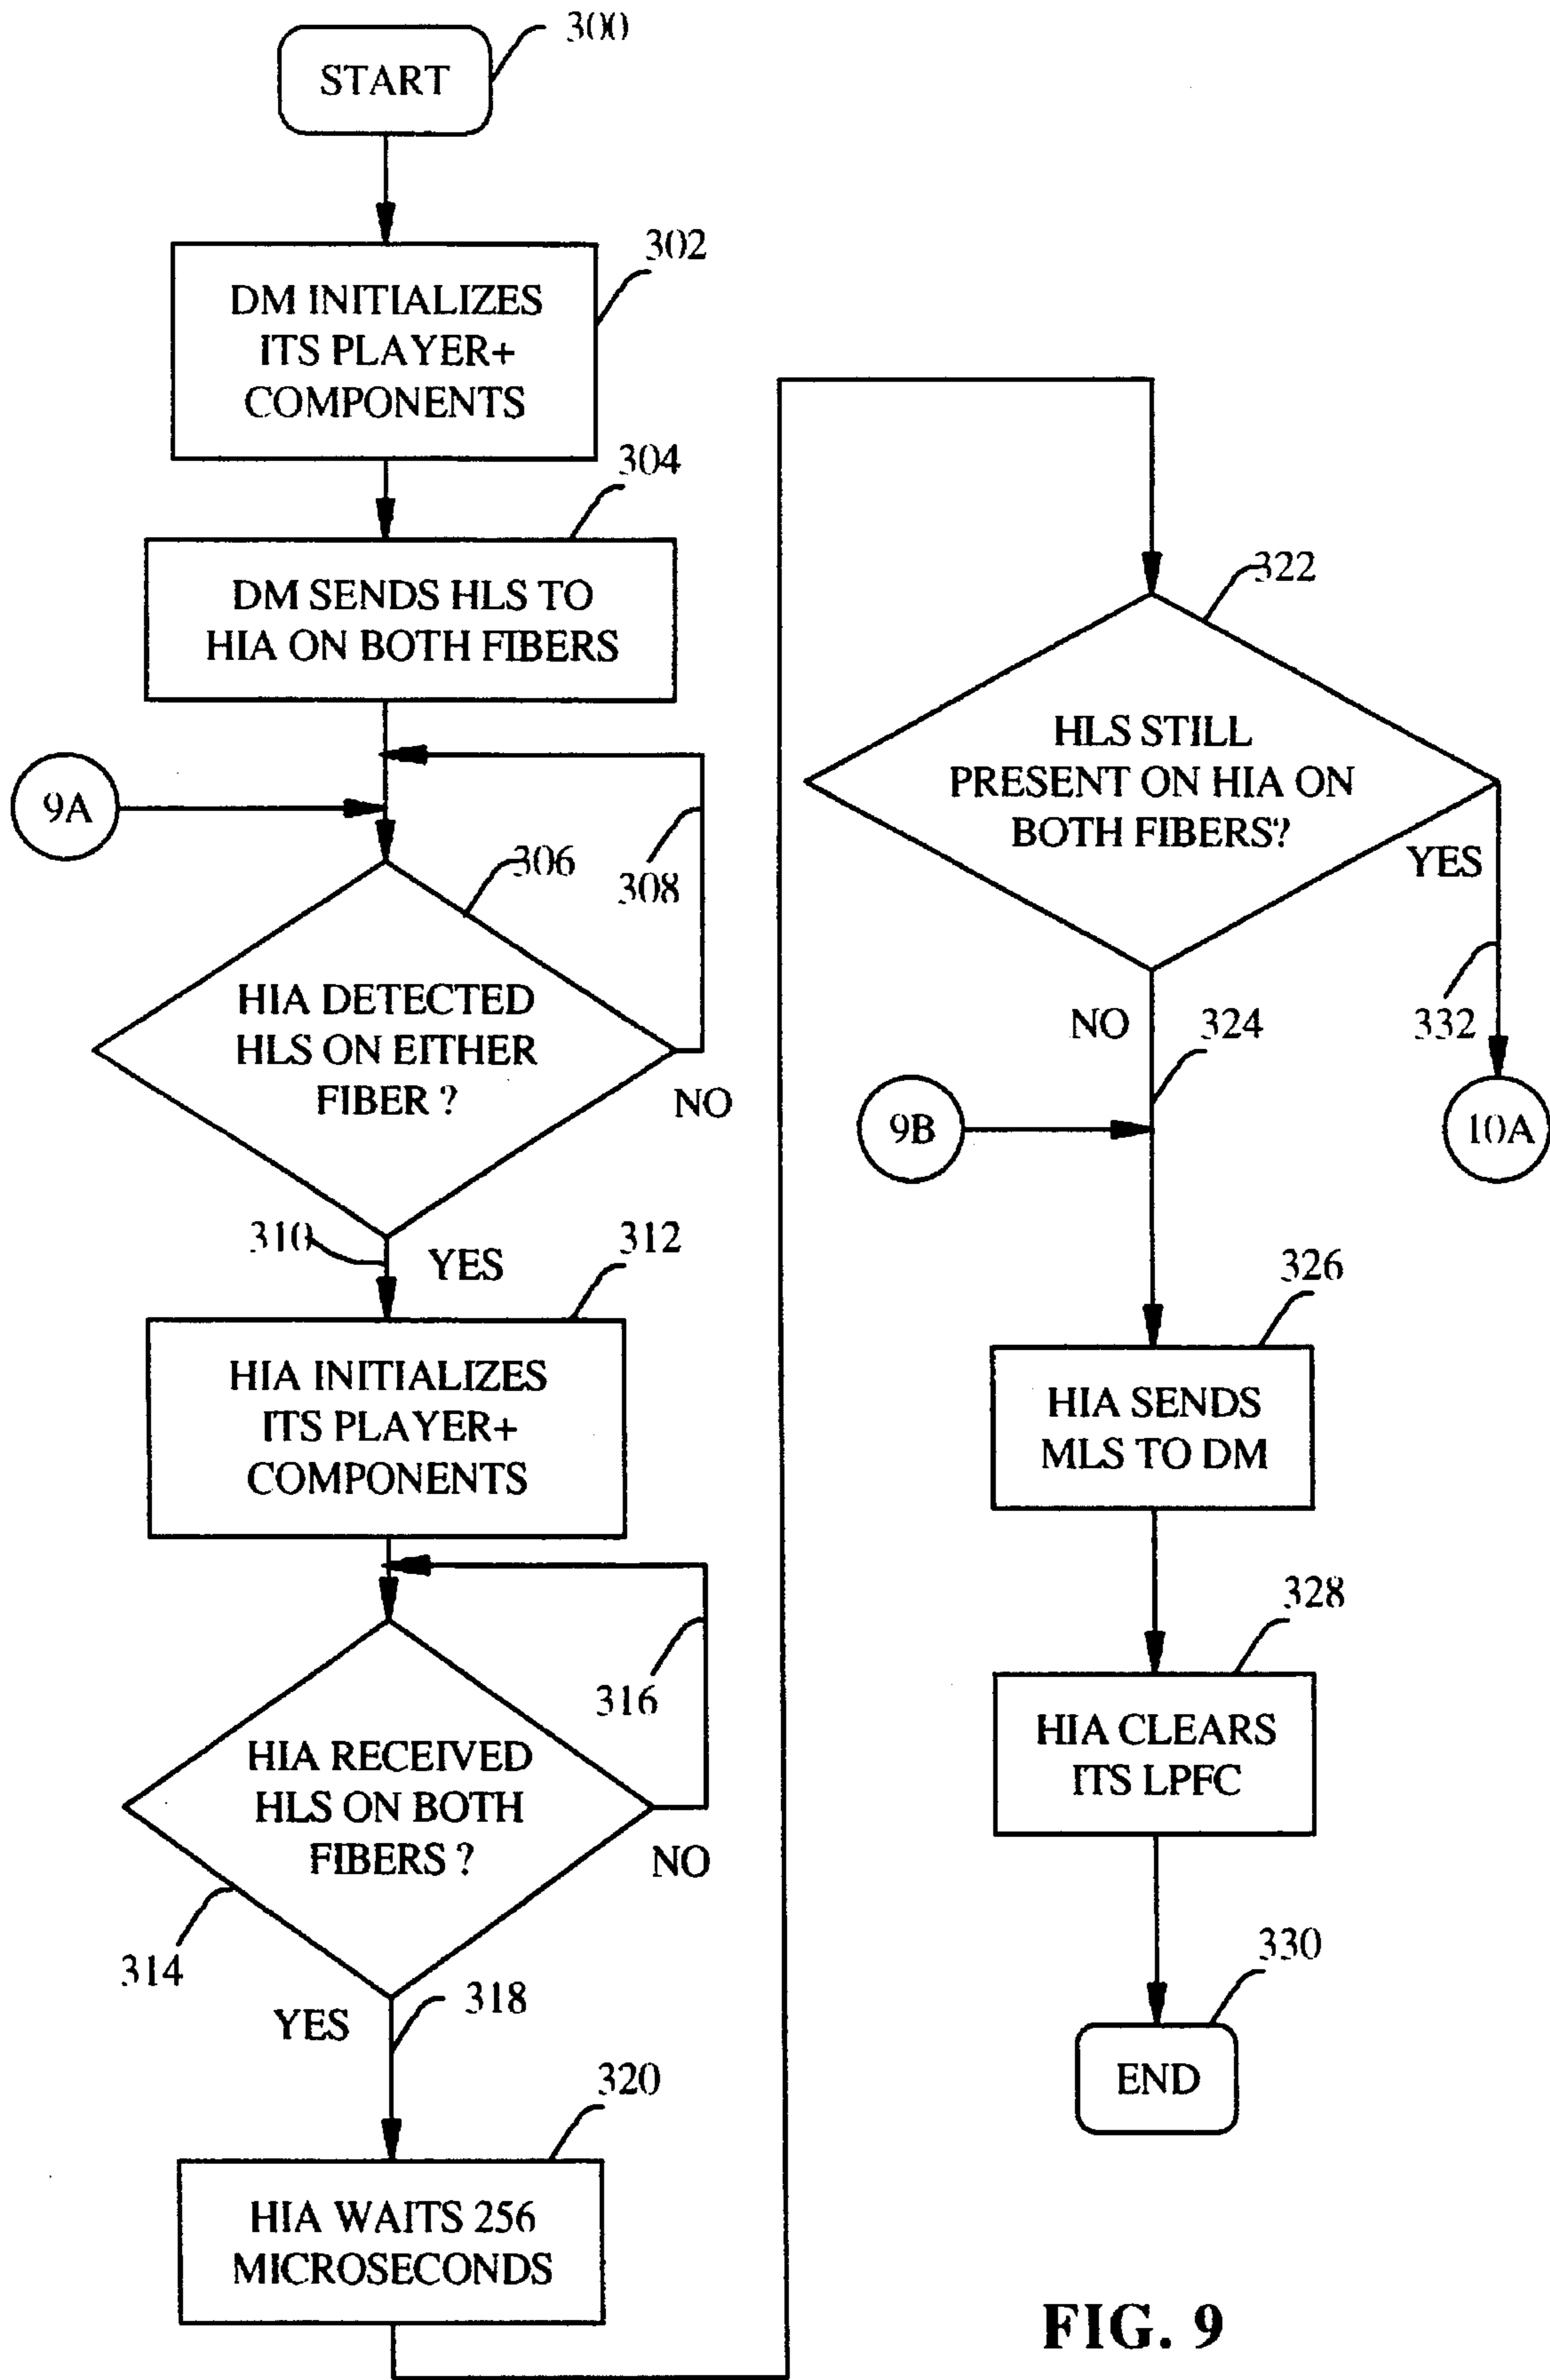 300
START
302
DM INITIALIZES
ITS PLAYER+
COMPONENTS
304
DM SENDS HLS TO
HIA ON BOTH FIBERS
9A
306
308
HIA DETECTED
HLS ON EITHER
FIBER ?
NO
310
YES
312
HIA INITIALIZES
ITS PLAYER+
COMPONENTS
316
HIA RECEIVED
HLS ON BOTH
FIBERS ?
NO
314
YES
318
320
HIA WAITS 256
MICROSECONDS
322
HLS STILL
PRESENT ON HIA ON
BOTH FIBERS?
YES
NO
324
332
9B
10A
326
HIA SENDS
MLS TO DM
328
HIA CLEARS
ITS LPFC
330
END
FIG. 9